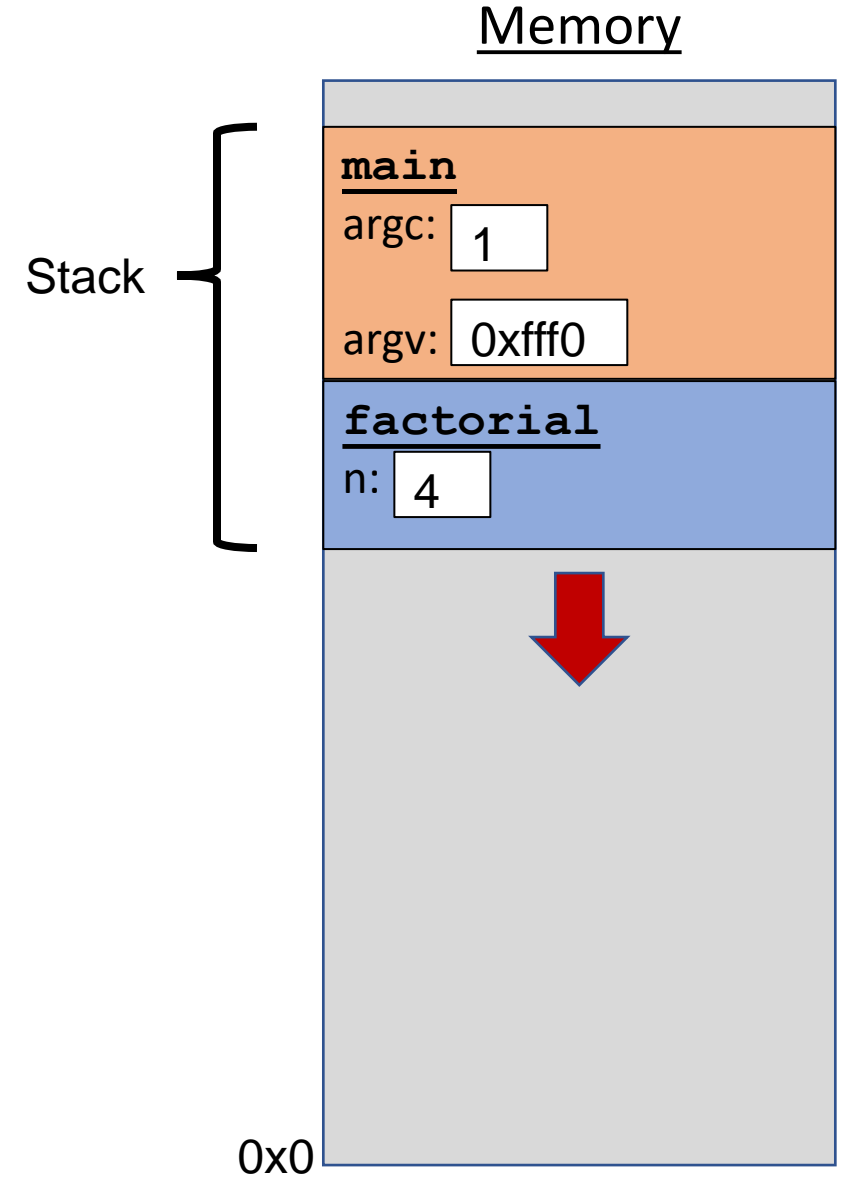 Memory
main
argc: 1
Stack
argv: 0xfff0
factorial
n: 4
0x0